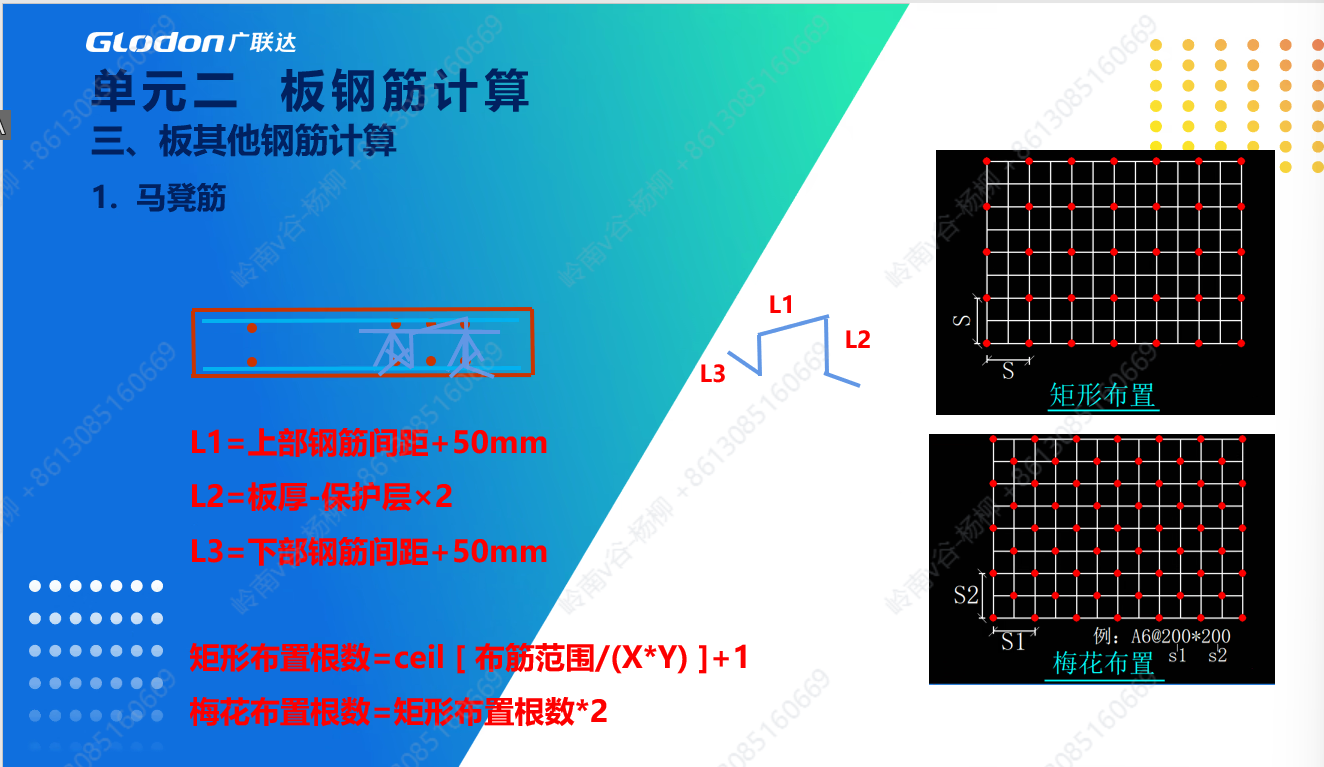 GLodon广联达
单元二 板钢筋计算
三、板其他钢筋计算
1. 马凳筋
L1
L2
L3
L1=上部钢筋间距+50mm
L2=板厚-保护层×2
L3=下部钢筋间距+50mm
矩形布置根数=ceil [ 布筋范围/(X*Y) ]+1
梅花布置根数=矩形布置根数*2
S
S
矩形布置
S2
S1
例: A6@200*200
s1 s2
梅花布置
岭南v谷-杨柳 +8613085160669